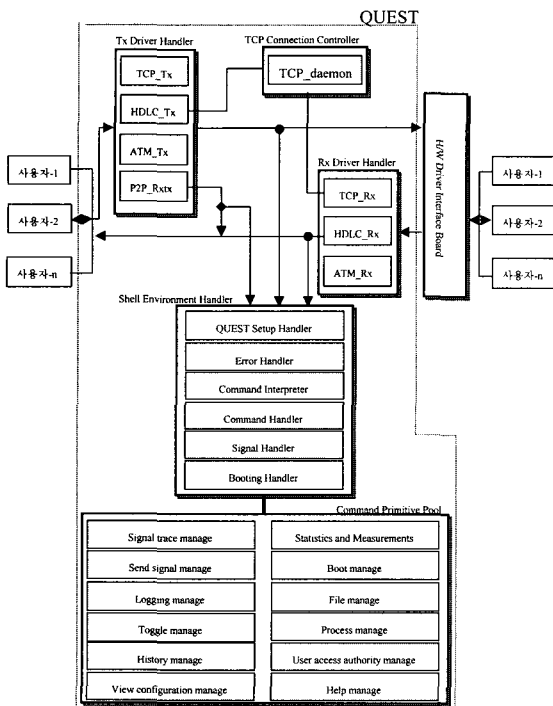 QUEST
Tx Driver Handler
TCP_Tx
HDLC_Tx
ATM_Tx
P2P_Rxtx
TCP Connection Controller
TCP_daemon
Rx Driver Handler
TCP_Rx
HDLC_Rx
ATM_Rx
H/W Driver Interface Board
사용자-1
사용자-2
사용자-n
사용자-1
사용자-2
사용자-n
Shell Environment Handler
QUEST Setup Handler
Error Handler
Command Interpreter
Command Handler
Signal Handler
Booting Handler
Command Primitive Pool
Signal trace manage
Send signal manage
Logging manage
Toggle manage
History manage
View configuration manage
Statistics and Measurements
Boot manage
File manage
Process manage
User access authority manage
Help manage